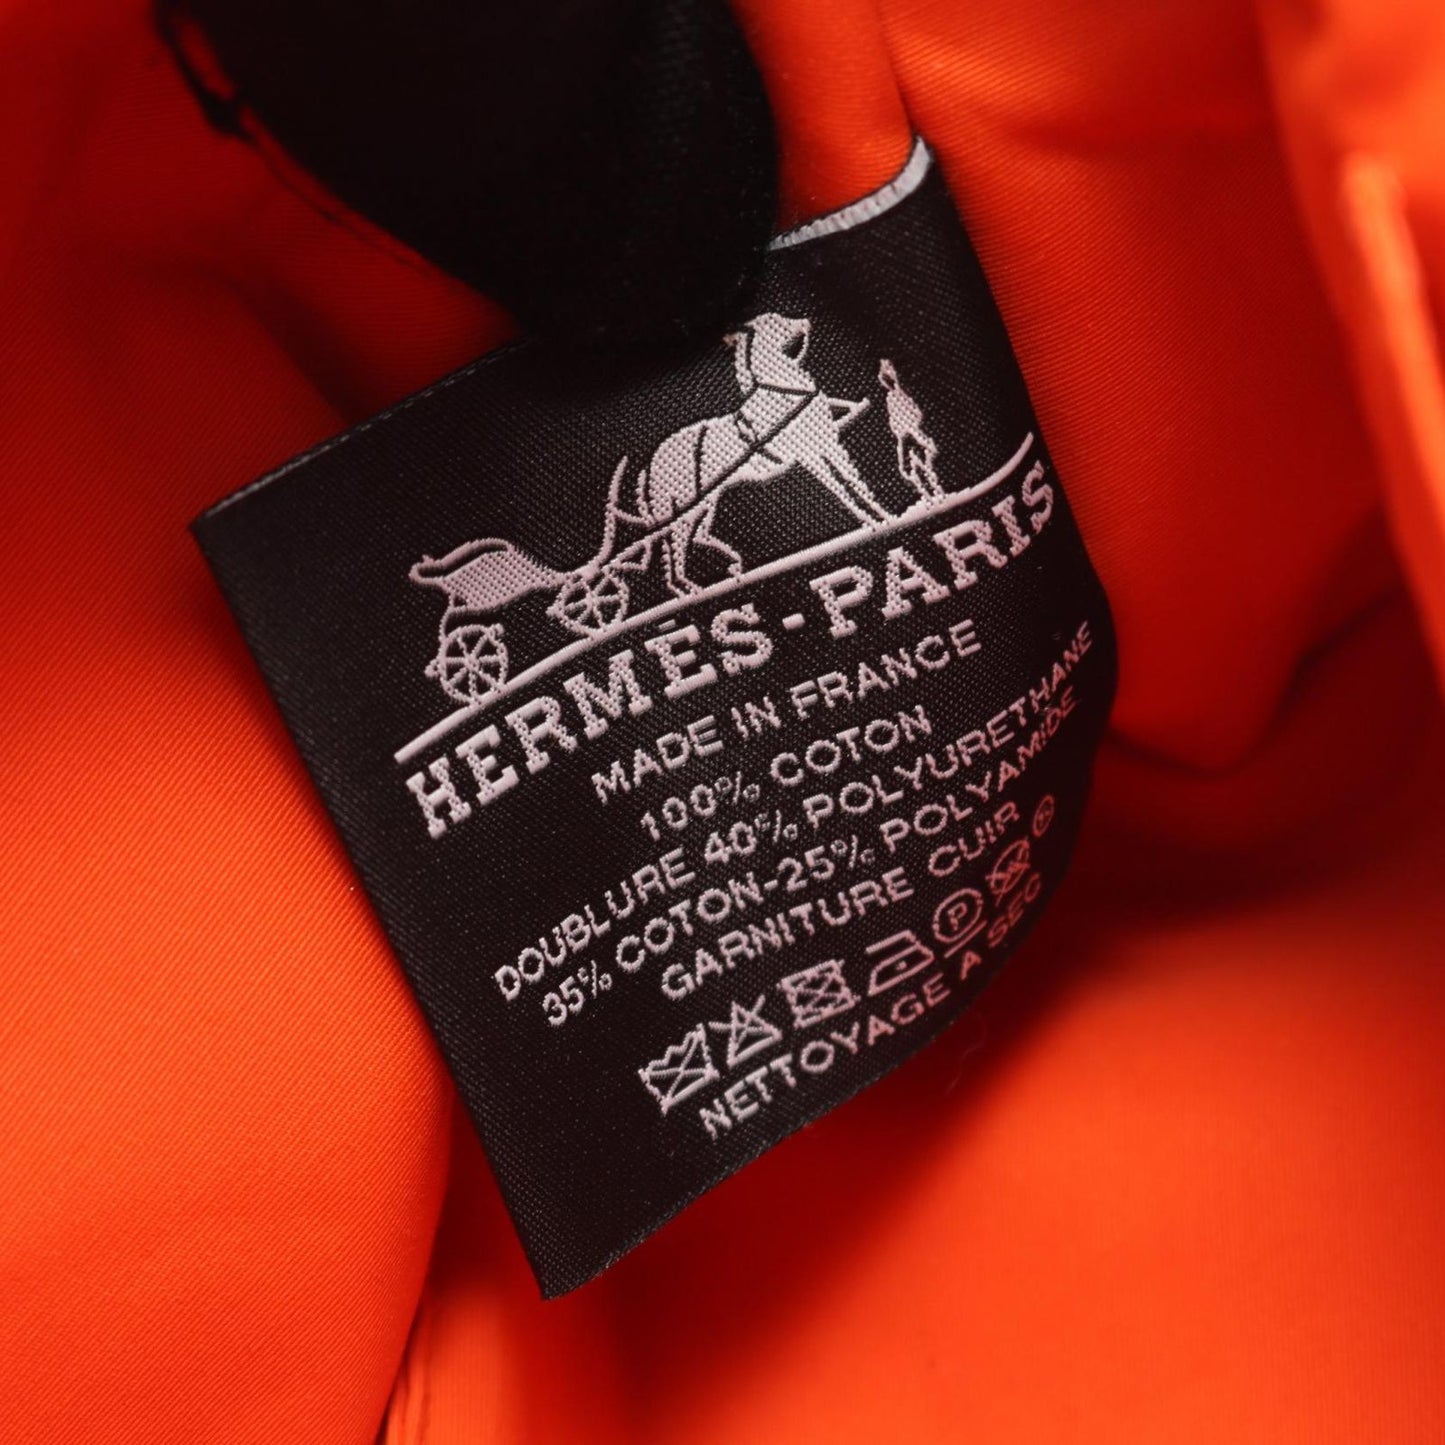 HERMÈS-PARIS
MADE IN FRANCE
100% COTON
DOUBLURE 40% POLYURETHANE
35% COTON-25% POLYAMIDE
GARNITURE CUIR ®
P
NETTOYAGE A SEC